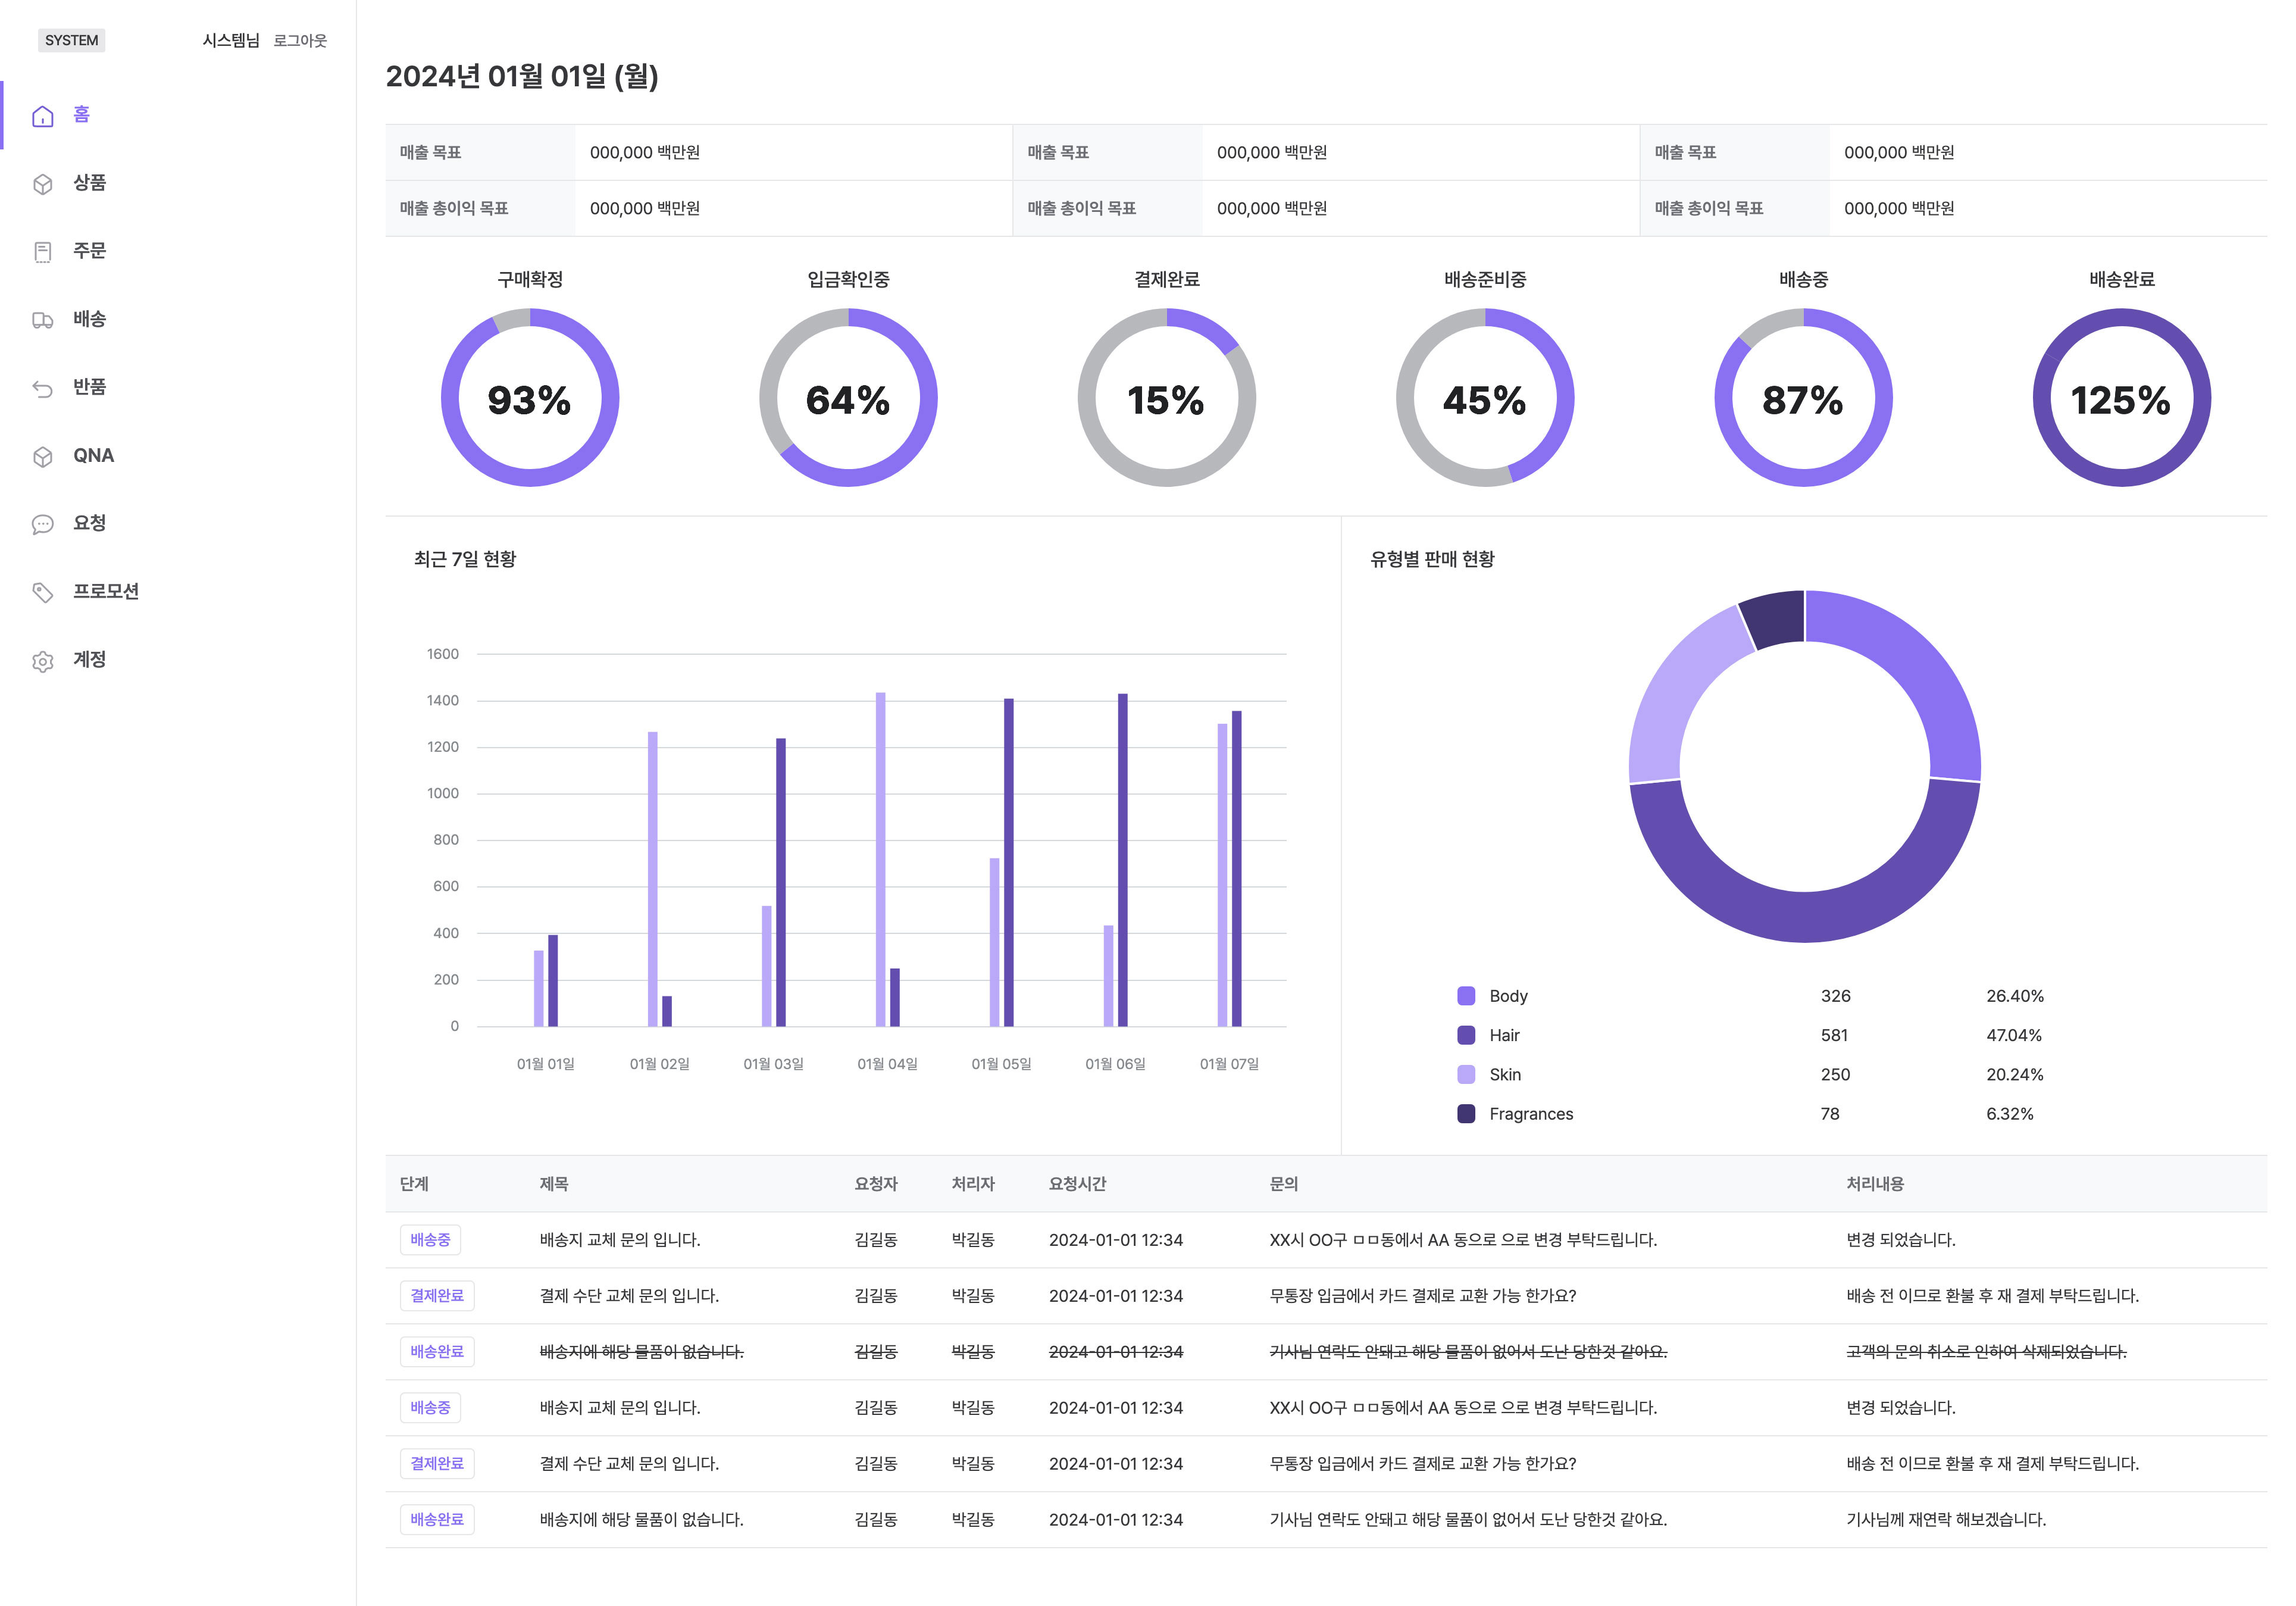 SYSTEM 시스템님 로그아웃
홈
상품
주문
배송
반품
QNA
요청
프로모션
계정
2024년 01월 01일 (월)
매출 목표 000,000 백만원 매출 목표 000,000 백만원 매출 목표 000,000 백만원
매출 총이익 목표 000,000 백만원 매출 총이익 목표 000,000 백만원 매출 총이익 목표 000,000 백만원
구매확정 입금확인중 결제완료 배송준비중 배송중 배송완료
93% 64% 15% 45% 87% 125%
최근 7일 현황
1600
1400
1200
1000
800
600
400
200
0
01월 01일 01월 02일 01월 03일 01월 04일 01월 05일 01월 06일 01월 07일
유형별 판매 현황
Body 326 26.40%
Hair 581 47.04%
Skin 250 20.24%
Fragrances 78 6.32%
단계 제목 요청자 처리자 요청시간 문의 처리내용
배송중 배송지 교체 문의 입니다. 김길동 박길동 2024-01-01 12:34 XX시 OO구 ㅁㅁ동에서 AA 동으로 으로 변경 부탁드립니다. 변경 되었습니다.
결제완료 결제 수단 교체 문의 입니다. 김길동 박길동 2024-01-01 12:34 무통장 입금에서 카드 결제로 교환 가능 한가요? 배송 전 이므로 환불 후 재 결제 부탁드립니다.
배송완료 배송지에 해당 물품이 없습니다. 김길동 박길동 2024-01-01 12:34 기사님 연락도 안돼고 해당 물품이 없어서 도난 당한것 같아요. 고객의 문의 취소로 인하여 삭제되었습니다.
배송중 배송지 교체 문의 입니다. 김길동 박길동 2024-01-01 12:34 XX시 OO구 ㅁㅁ동에서 AA 동으로 으로 변경 부탁드립니다. 변경 되었습니다.
결제완료 결제 수단 교체 문의 입니다. 김길동 박길동 2024-01-01 12:34 무통장 입금에서 카드 결제로 교환 가능 한가요? 배송 전 이므로 환불 후 재 결제 부탁드립니다.
배송완료 배송지에 해당 물품이 없습니다. 김길동 박길동 2024-01-01 12:34 기사님 연락도 안돼고 해당 물품이 없어서 도난 당한것 같아요. 기사님께 재연락 해보겠습니다.